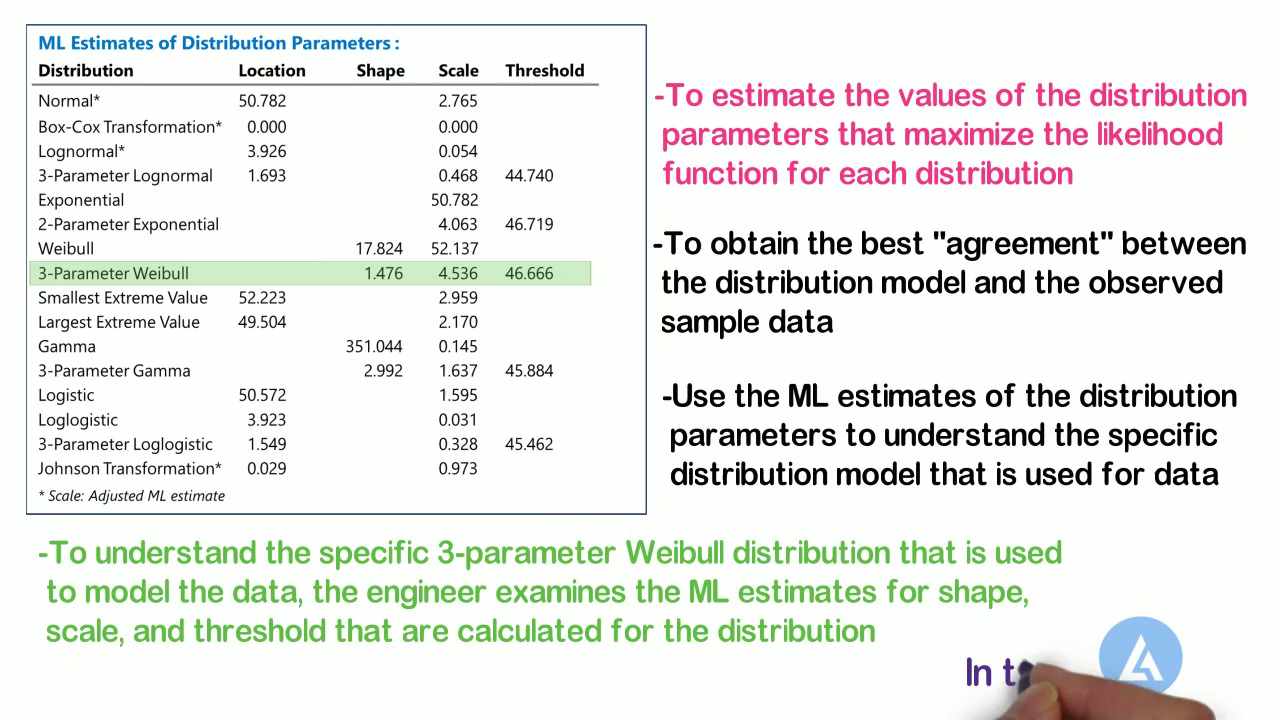 ML Estimates of Distribution Parameters :
Distribution Location Shape Scale Threshold
Normal* 50.782 2.765
Box-Cox Transformation* 0.000 0.000
Lognormal* 3.926 0.054
3-Parameter Lognormal 1.693 0.468 44.740
Exponential 50.782
2-Parameter Exponential 4.063 46.719
Weibull 17.824 52.137
3-Parameter Weibull 1.476 4.536 46.666
Smallest Extreme Value 52.223 2.959
Largest Extreme Value 49.504 2.170
Gamma 351.044 0.145
3-Parameter Gamma 2.992 1.637 45.884
Logistic 50.572 1.595
Loglogistic 3.923 0.031
3-Parameter Loglogistic 1.549 0.328 45.462
Johnson Transformation* 0.029 0.973
* Scale: Adjusted ML estimate
-To estimate the values of the distribution
parameters that maximize the likelihood
function for each distribution
-To obtain the best "agreement" between
the distribution model and the observed
sample data
-Use the ML estimates of the distribution
parameters to understand the specific
distribution model that is used for data
-To understand the specific 3-parameter Weibull distribution that is used
to model the data, the engineer examines the ML estimates for shape,
scale, and threshold that are calculated for the distribution
In t